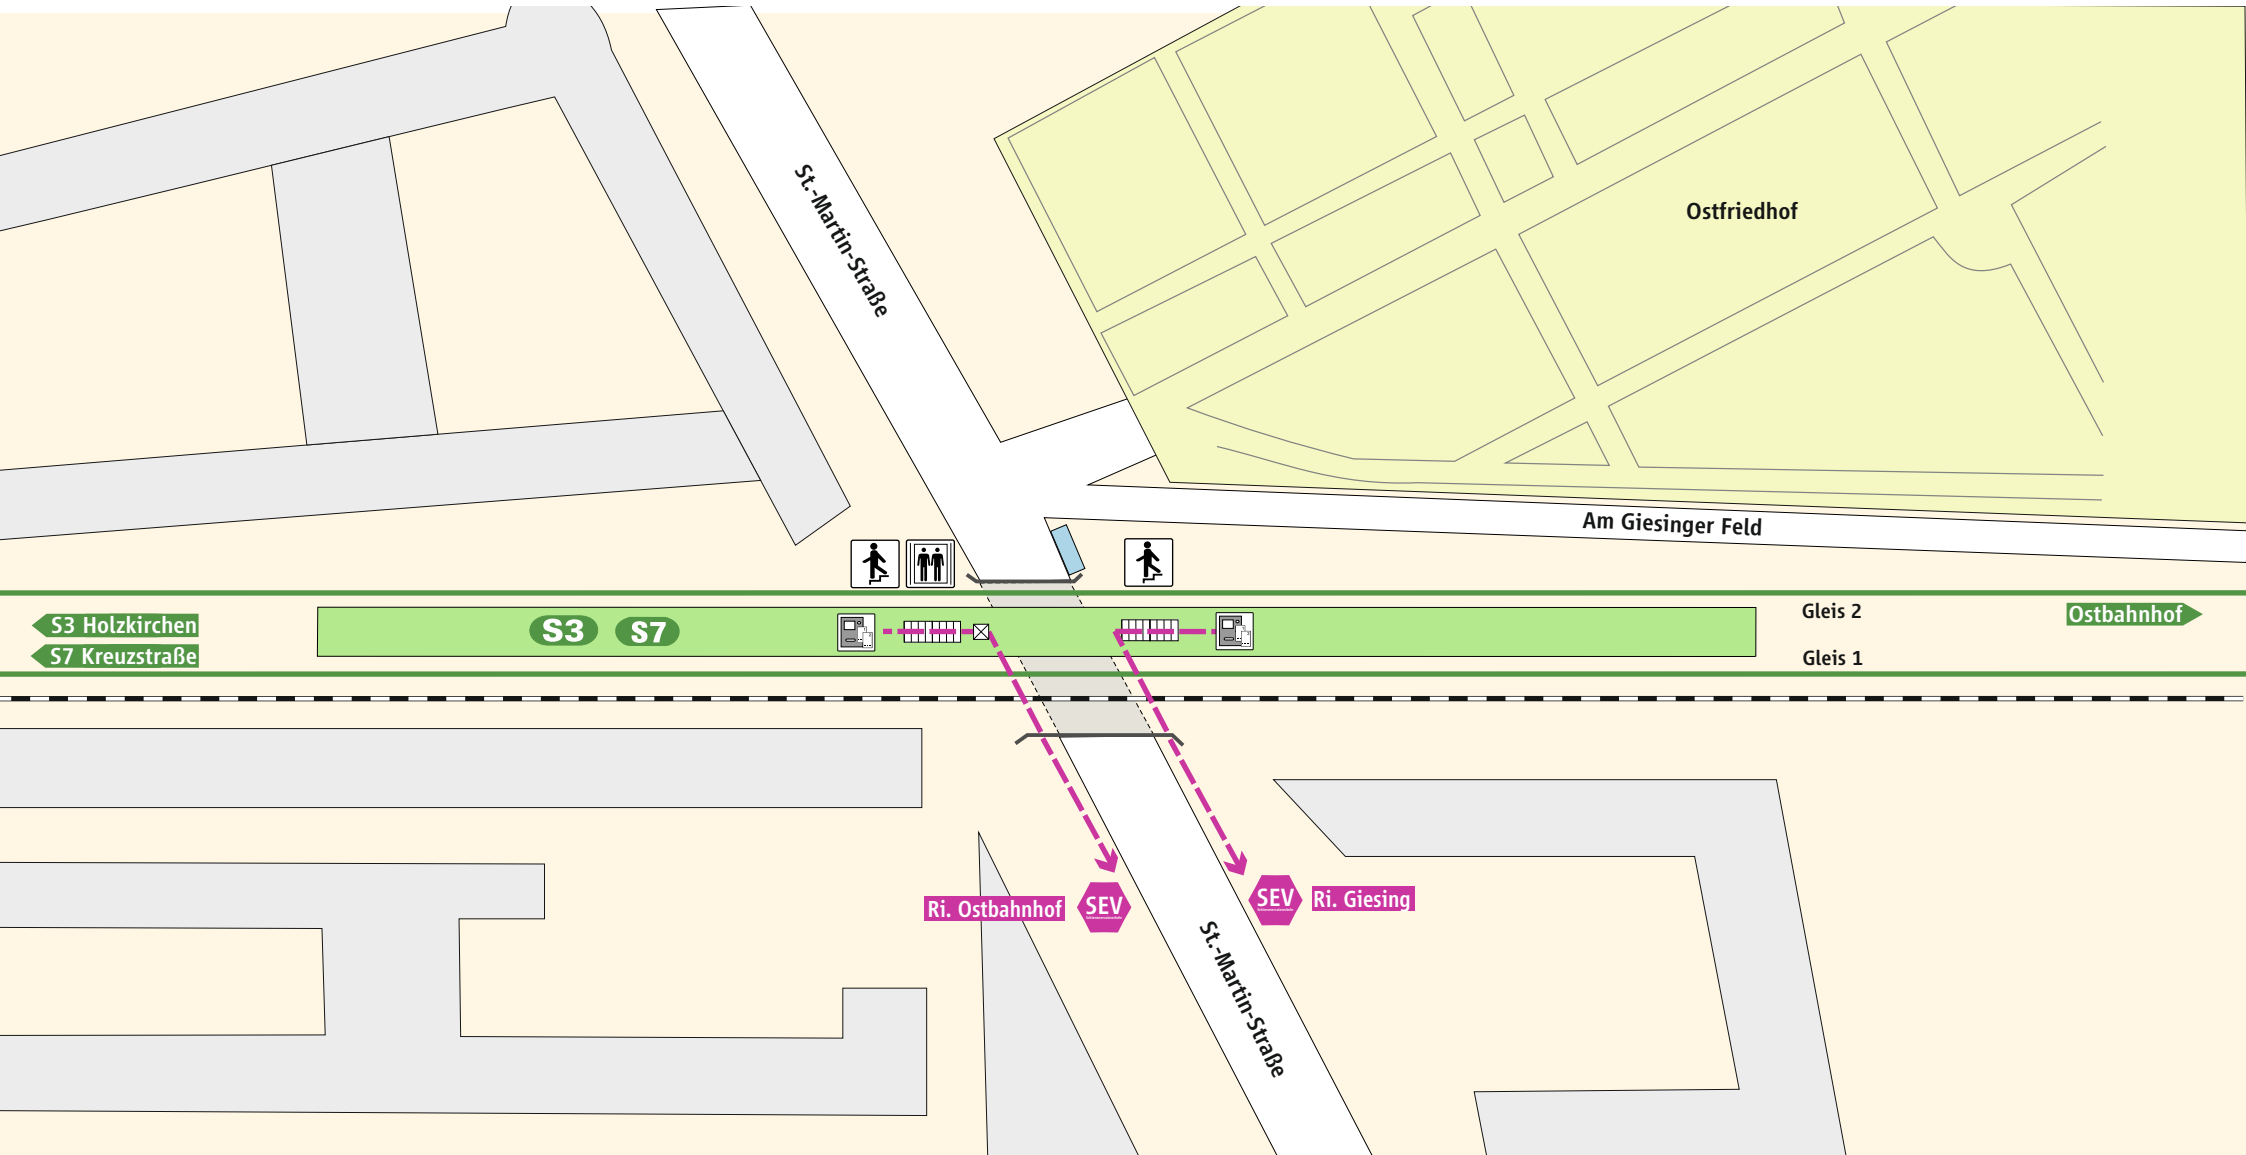 St.-Martin-Straße
Ostfriedhof
Am Giesinger Feld
S3 Holzkirchen
S7 Kreuzstraße
S3
S7
Gleis 2
Gleis 1
Ostbahnhof
Ri. Ostbahnhof
SEV
SEV
Ri. Giesing
St.-Martin-Straße